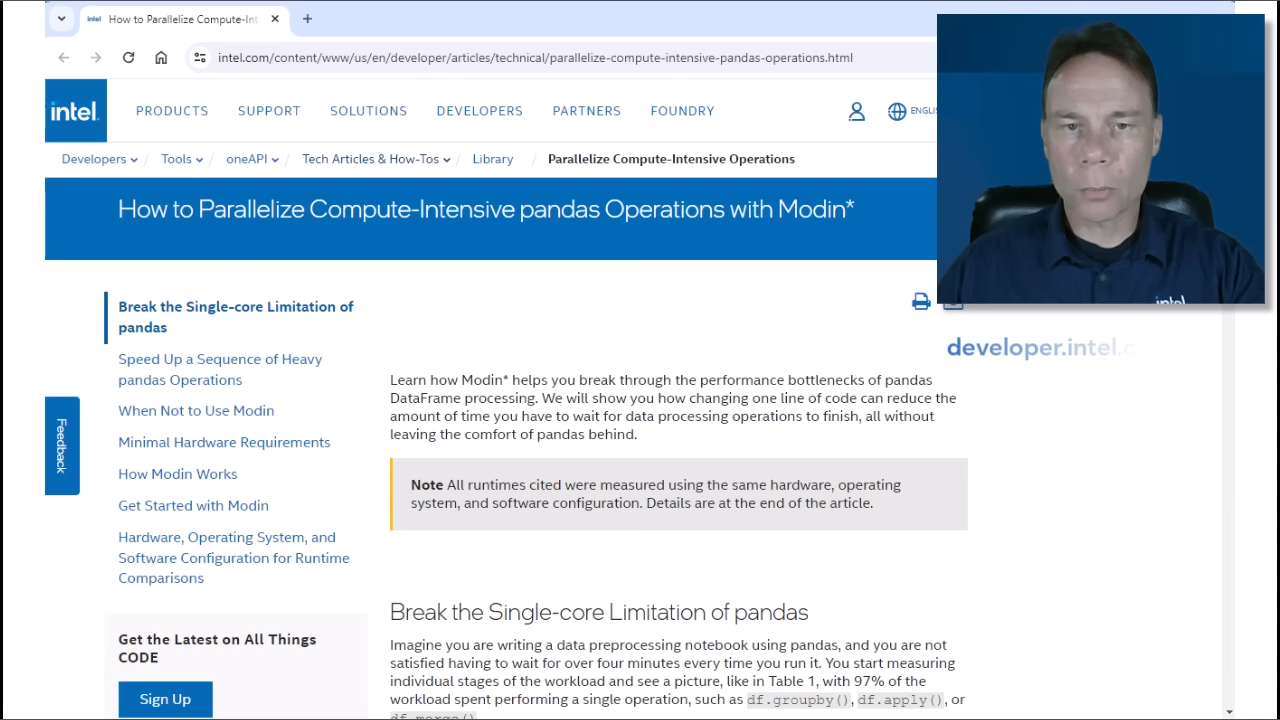 How to Parallelize Compute-Int
intel.com/content/www/us/en/developer/articles/technical/parallelize-compute-intensive-pandas-operations.html
intel.
PRODUCTS SUPPORT SOLUTIONS DEVELOPERS PARTNERS FOUNDRY ENGLI
Developers / Tools / oneAPI / Tech Articles & How-Tos / Library / Parallelize Compute-Intensive Operations
How to Parallelize Compute-Intensive pandas Operations with Modin*
Break the Single-core Limitation of
pandas
Speed Up a Sequence of Heavy
pandas Operations
When Not to Use Modin
Minimal Hardware Requirements
How Modin Works
Get Started with Modin
Hardware, Operating System, and
Software Configuration for Runtime
Comparisons
Feedback
Get the Latest on All Things
CODE
Sign Up
Learn how Modin* helps you break through the performance bottlenecks of pandas
DataFrame processing. We will show you how changing one line of code can reduce the
amount of time you have to wait for data processing operations to finish, all without
leaving the comfort of pandas behind.
Note All runtimes cited were measured using the same hardware, operating
system, and software configuration. Details are at the end of the article.
Break the Single-core Limitation of pandas
Imagine you are writing a data preprocessing notebook using pandas, and you are not
satisfied having to wait for over four minutes every time you run it. You start measuring
individual stages of the workload and see a picture, like in Table 1, with 97% of the
workload spent performing a single operation, such as df.groupby(), df.apply(), or
df.merge()
developer.intel.c
intel